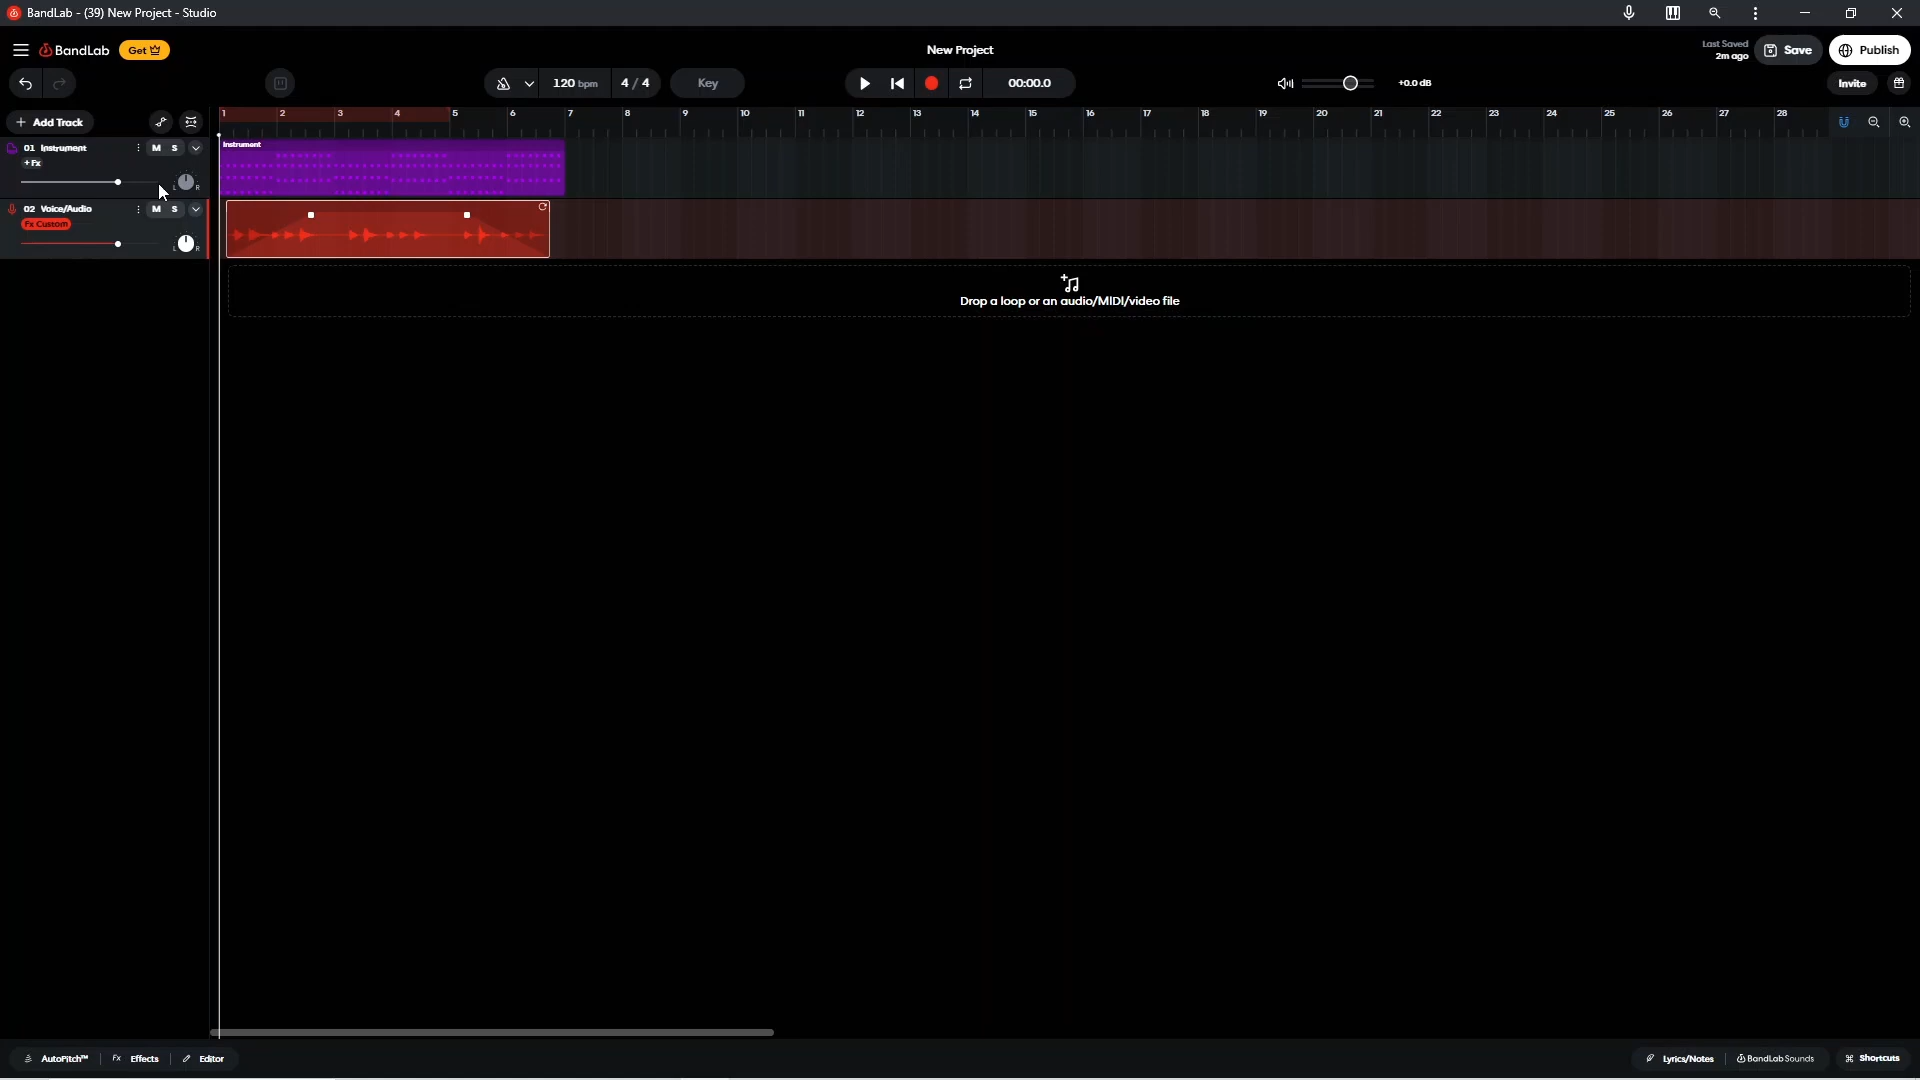 BandLab - (39) New Project - Studio
BandLab
Get
New Project
Last Saved
2m ago
Save
Publish
120 bpm
4 / 4
Key
00:00.0
+0.0 dB
Invite
+ Add Track
1 2 3 4 5 6 7 8 9 10 11 12 13 14 15 16 17 18 19 20 21 22 23 24 25 26 27 28
01 Instrument
M S
+ Fx
L R
Instrument
02 Voice/Audio
M S
Fx Custom
L R
Drop a loop or an audio/MIDI/video file
AutoPitch™
Fx Effects
Editor
Lyrics/Notes
BandLab Sounds
⌘ Shortcuts